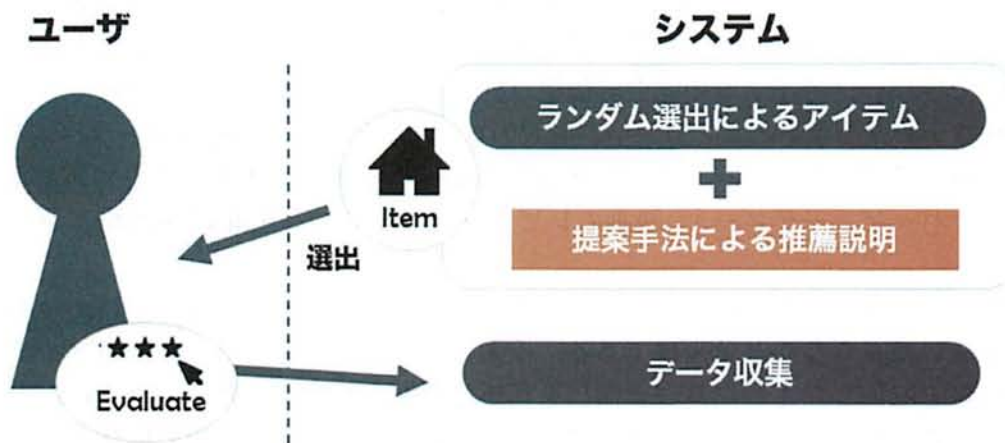 ユーザ
システム
ランダム選出によるアイテム
Item
選出
提案手法による推薦説明
★★★
Evaluate
データ収集